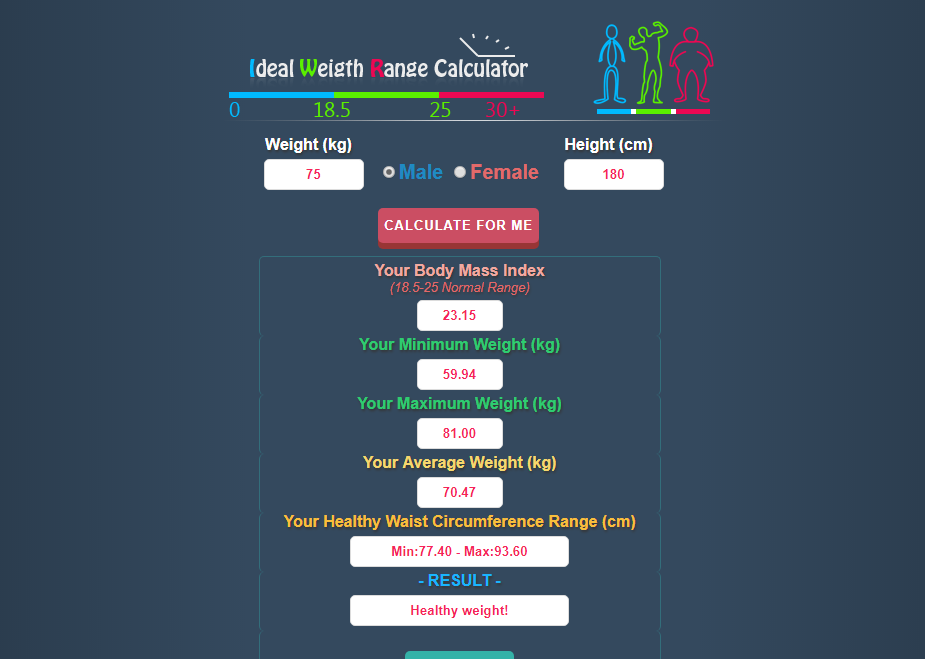 Ideal Weigth Range Calculator
0 18.5 25 30+
Weight (kg)
Height (cm)
75
Male
Female
180
CALCULATE FOR ME
Your Body Mass Index
(18.5-25 Normal Range)
23.15
Your Minimum Weight (kg)
59.94
Your Maximum Weight (kg)
81.00
Your Average Weight (kg)
70.47
Your Healthy Waist Circumference Range (cm)
Min:77.40 - Max:93.60
- RESULT -
Healthy weight!